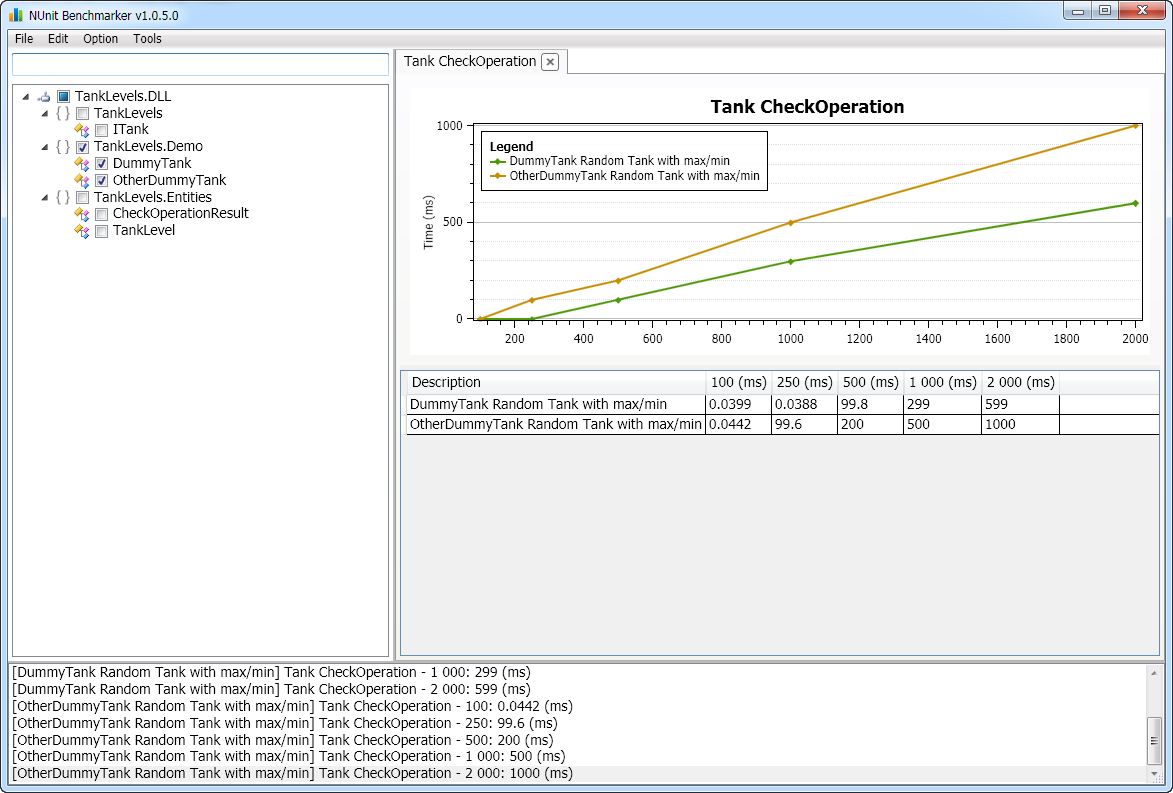 NUnit Benchmarker v1.0.5.0
File Edit Option Tools
TankLevels.DLL
{ } TankLevels
ITank
{ } TankLevels.Demo
DummyTank
OtherDummyTank
{ } TankLevels.Entities
CheckOperationResult
TankLevel
Tank CheckOperation
Tank CheckOperation
Legend
DummyTank Random Tank with max/min
OtherDummyTank Random Tank with max/min
Time (ms)
1000
500
0
200 400 600 800 1000 1200 1400 1600 1800 2000
Description 100 (ms) 250 (ms) 500 (ms) 1 000 (ms) 2 000 (ms)
DummyTank Random Tank with max/min 0.0399 0.0388 99.8 299 599
OtherDummyTank Random Tank with max/min 0.0442 99.6 200 500 1000
[DummyTank Random Tank with max/min] Tank CheckOperation - 1 000: 299 (ms)
[DummyTank Random Tank with max/min] Tank CheckOperation - 2 000: 599 (ms)
[OtherDummyTank Random Tank with max/min] Tank CheckOperation - 100: 0.0442 (ms)
[OtherDummyTank Random Tank with max/min] Tank CheckOperation - 250: 99.6 (ms)
[OtherDummyTank Random Tank with max/min] Tank CheckOperation - 500: 200 (ms)
[OtherDummyTank Random Tank with max/min] Tank CheckOperation - 1 000: 500 (ms)
[OtherDummyTank Random Tank with max/min] Tank CheckOperation - 2 000: 1000 (ms)